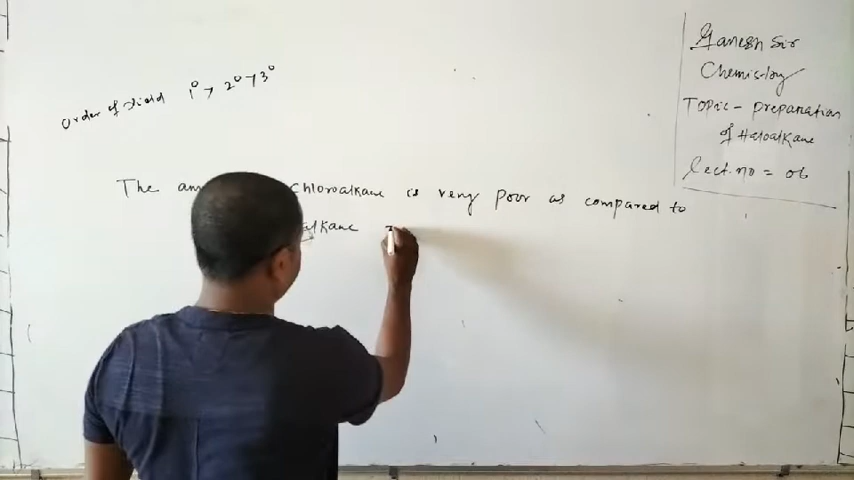 Ganesh Sir
Chemistry
Topic - preparation
of Haloalkane
Lect. no = 06
Order of Yield 1° > 2° > 3°
The am chloroalkane is very poor as compared to
alkane